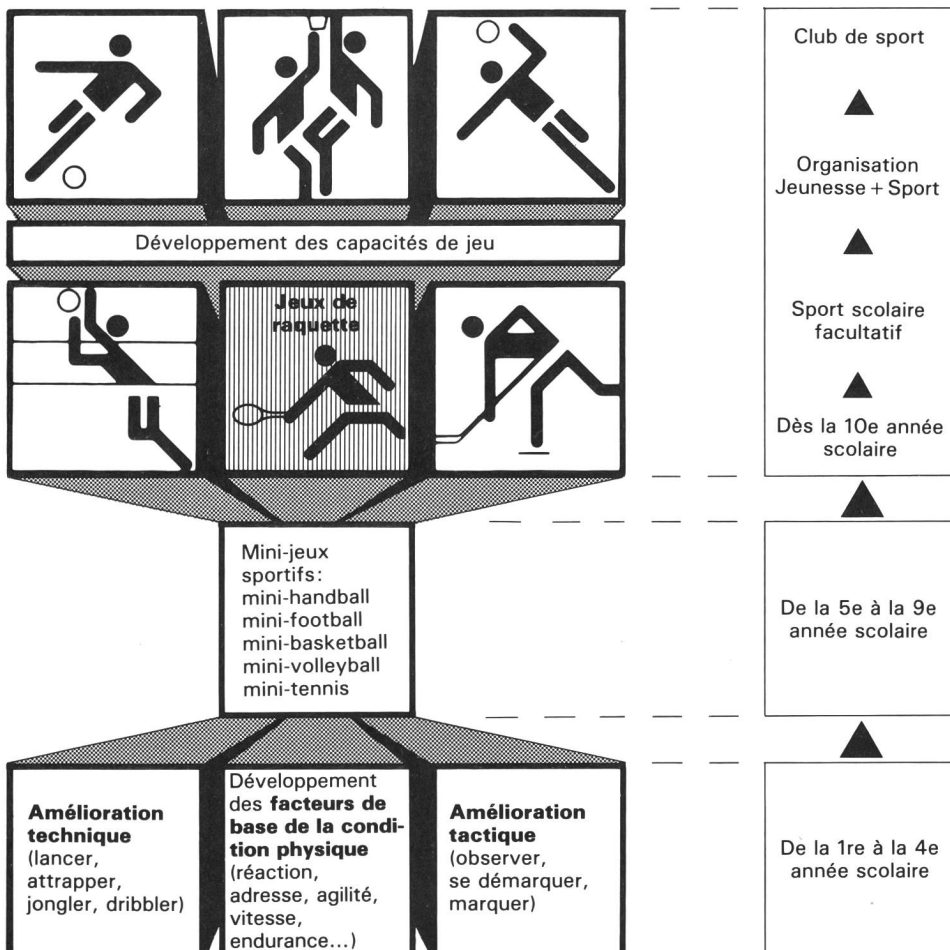 Club de sport
Organisation
Jeunesse + Sport
Développement des capacités de jeu
Jeux de
raquette
Sport scolaire
facultatif
Dès la 10e année
scolaire
Mini-jeux
sportifs:
mini-handball
mini-football
mini-basketball
mini-volleyball
mini-tennis
De la 5e à la 9e
année scolaire
Amélioration
technique
(lancer,
attrapper,
jongler, dribbler)
Développement
des facteurs de
base de la condi-
tion physique
(réaction,
adresse, agilité,
vitesse,
endurance...)
Amélioration
tactique
(observer,
se démarquer,
marquer)
De la 1re à la 4e
année scolaire